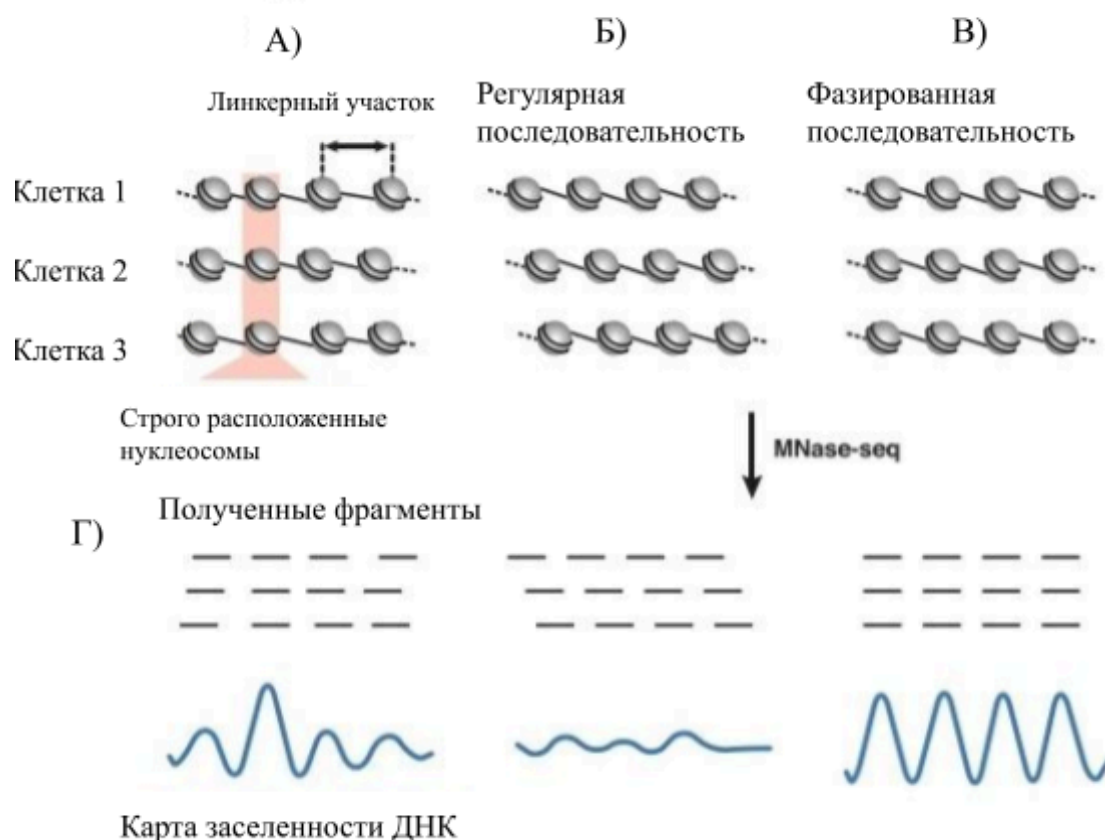 А)
Б)
В)
Линкерный участок
Регулярная
последовательность
Фазированная
последовательность
Клетка 1
Клетка 2
Клетка 3
Строго расположенные
нуклеосомы
MNase-seq
Г)
Полученные фрагменты
Карта заселенности ДНК